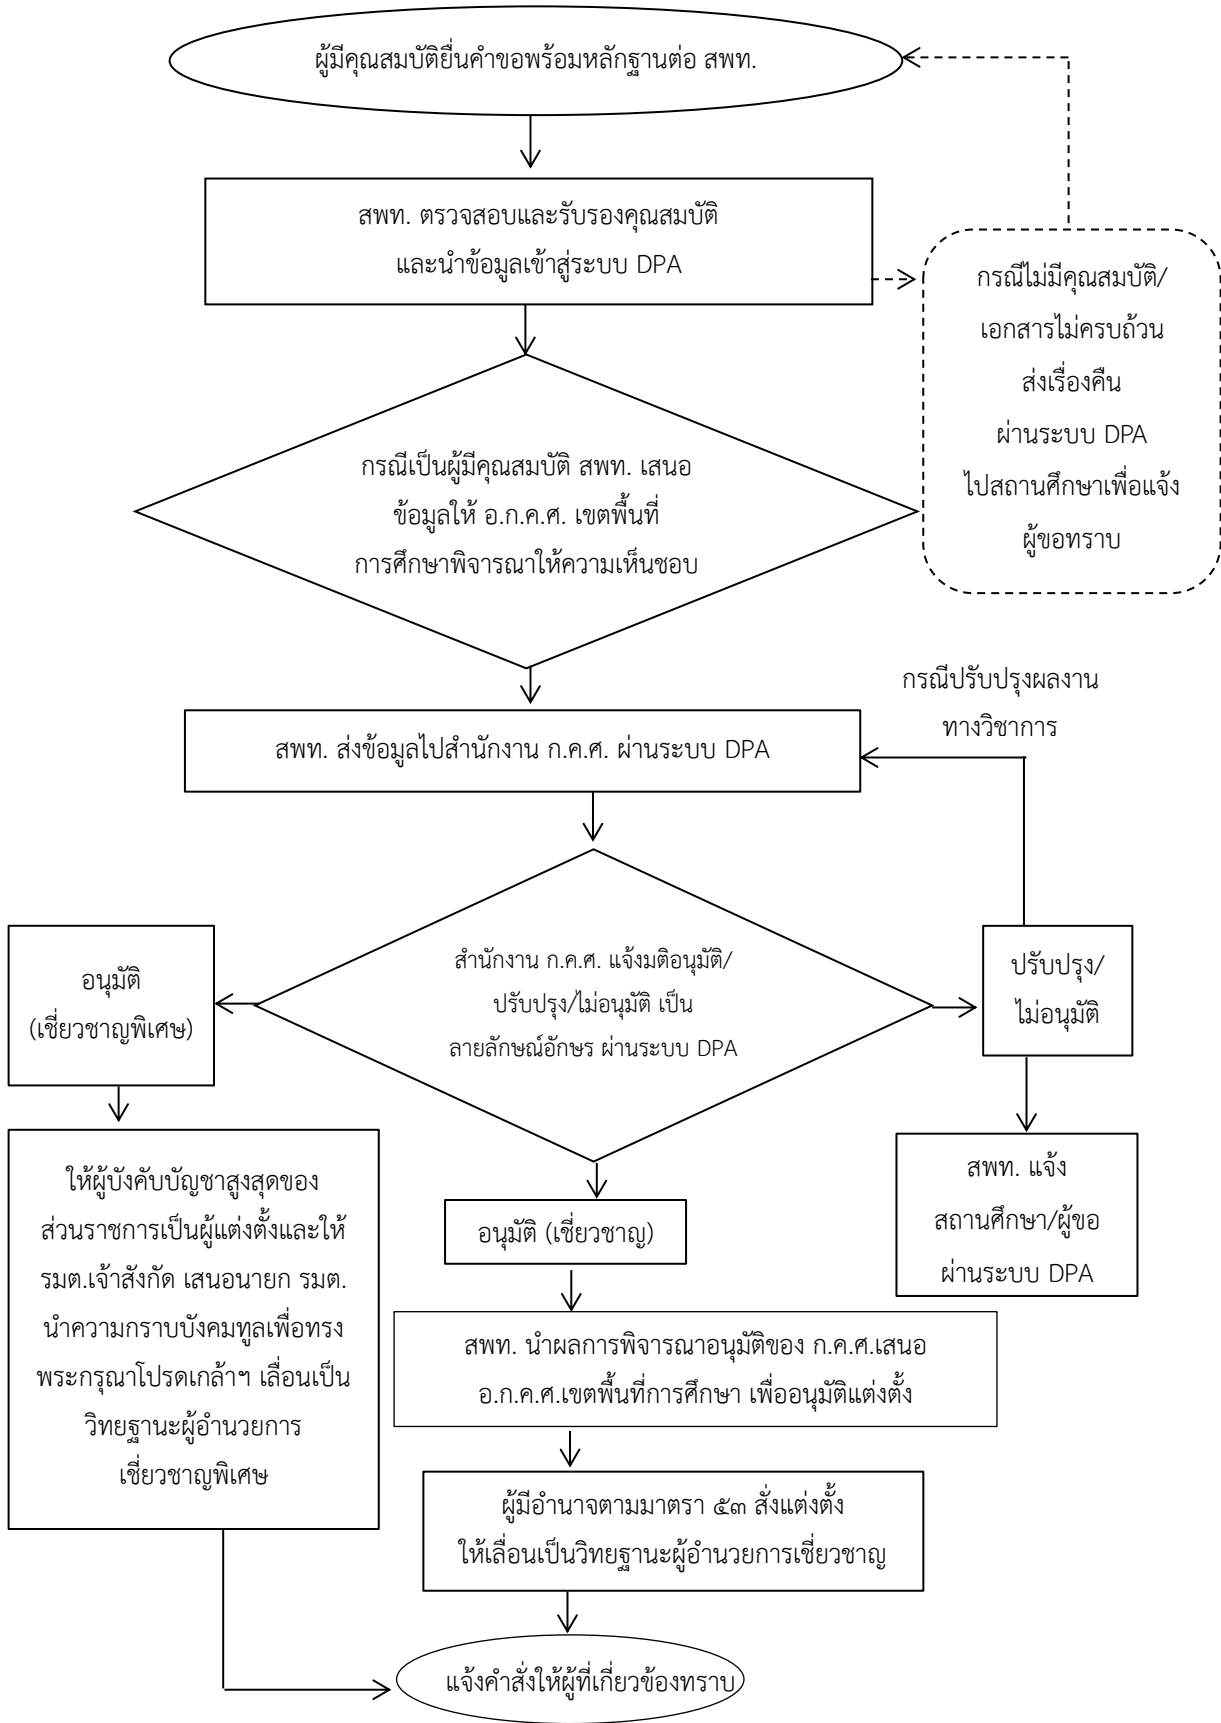 ผู้มีคุณสมบัติยื่นคำขอพร้อมหลักฐานต่อ สพท.
สพท. ตรวจสอบและรับรองคุณสมบัติ
และนำข้อมูลเข้าสู่ระบบ DPA
กรณีไม่มีคุณสมบัติ/
เอกสารไม่ครบถ้วน
ส่งเรื่องคืน
ผ่านระบบ DPA
ไปสถานศึกษาเพื่อแจ้ง
ผู้ขอทราบ
กรณีเป็นผู้มีคุณสมบัติ สพท. เสนอ
ข้อมูลให้ อ.ก.ค.ศ. เขตพื้นที่
การศึกษาพิจารณาให้ความเห็นชอบ
กรณีปรับปรุงผลงาน
ทางวิชาการ
สพท. ส่งข้อมูลไปสำนักงาน ก.ค.ศ. ผ่านระบบ DPA
สำนักงาน ก.ค.ศ. แจ้งมติอนุมัติ/
ปรับปรุง/ไม่อนุมัติ เป็น
ลายลักษณ์อักษร ผ่านระบบ DPA
อนุมัติ
(เชี่ยวชาญพิเศษ)
ปรับปรุง/
ไม่อนุมัติ
ให้ผู้บังคับบัญชาสูงสุดของ
ส่วนราชการเป็นผู้แต่งตั้งและให้
รมต.เจ้าสังกัด เสนอนายก รมต.
นำความกราบบังคมทูลเพื่อทรง
พระกรุณาโปรดเกล้าฯ เลื่อนเป็น
วิทยฐานะผู้อำนวยการ
เชี่ยวชาญพิเศษ
สพท. แจ้ง
สถานศึกษา/ผู้ขอ
ผ่านระบบ DPA
อนุมัติ (เชี่ยวชาญ)
สพท. นำผลการพิจารณาอนุมัติของ ก.ค.ศ.เสนอ
อ.ก.ค.ศ.เขตพื้นที่การศึกษา เพื่ออนุมัติแต่งตั้ง
ผู้มีอำนาจตามมาตรา ๕๓ สั่งแต่งตั้ง
ให้เลื่อนเป็นวิทยฐานะผู้อำนวยการเชี่ยวชาญ
แจ้งคำสั่งให้ผู้ที่เกี่ยวข้องทราบ